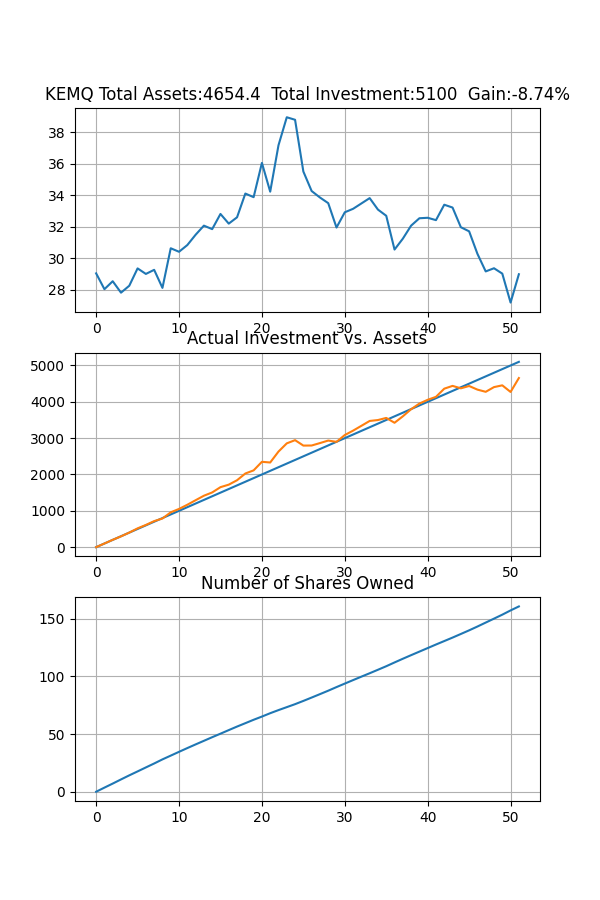 KEMQ Total Assets:4654.4  Total Investment:5100  Gain:-8.74%
38
36
34
32
30
28
0 10 20 30 40 50
Actual Investment vs. Assets
5000
4000
3000
2000
1000
0
0 10 20 30 40 50
Number of Shares Owned
150
100
50
0
0 10 20 30 40 50